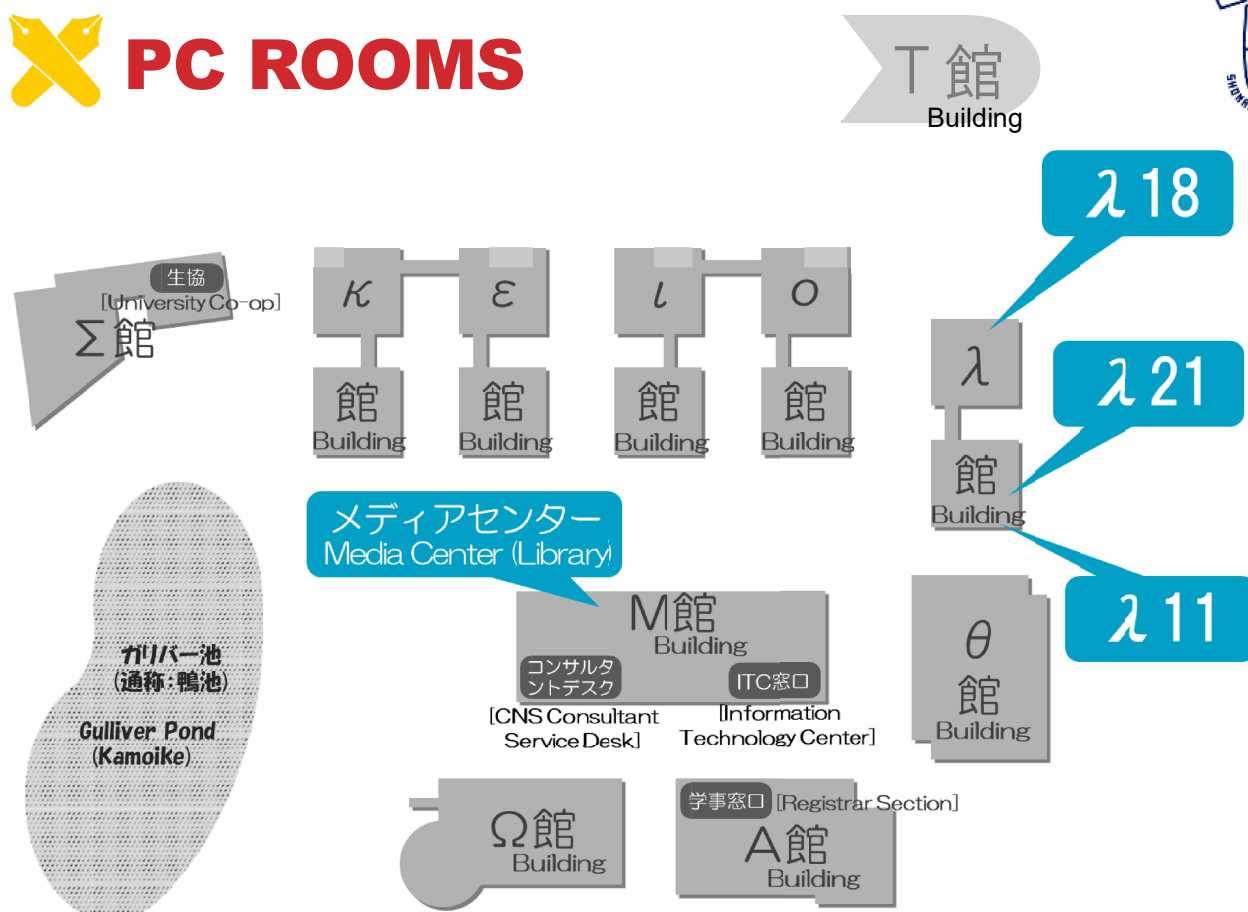 PC ROOMS
T 館
Building
λ 18
生協
[University Co-op]
Σ館
κ
ε
ι
ο
館
Building
館
Building
館
Building
館
Building
λ
λ 21
館
Building
メディアセンター
Media Center (Library)
λ 11
M館
Building
コンサルタ
ントデスク
ITC窓口
[CNS Consultant
Service Desk]
[Information
Technology Center]
θ
館
Building
ガリバー池
(通称:鴨池)
Gulliver Pond
(Kamoike)
Ω館
Building
学事窓口 [Registrar Section]
A館
Building